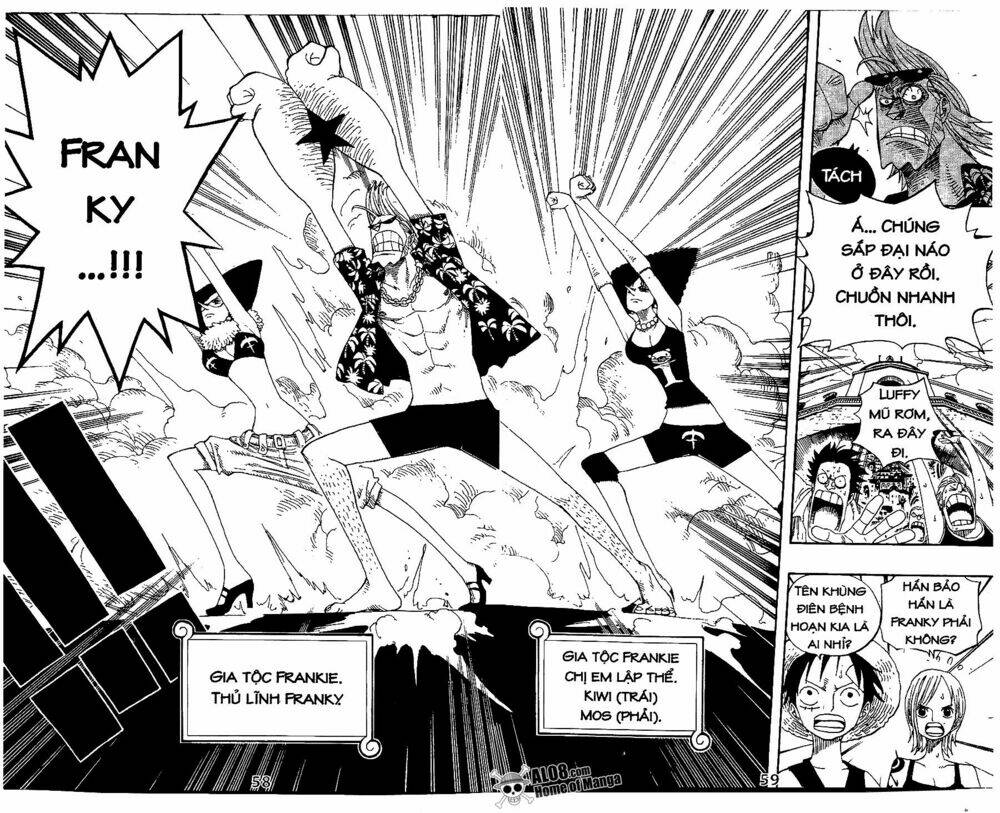 FRAN
KY
...!!!
TÁCH
Á... CHÚNG
SẮP ĐẠI NÁO
Ở ĐÂY RỒI.
CHUỒN NHANH
THÔI.
LUFFY
MŨ RƠM,
RA ĐÂY
ĐI.
TÊN KHÙNG
ĐIÊN BỆNH
HOẠN KIA LÀ
AI NHỈ?
HẮN BẢO
HẮN LÀ
FRANKY PHẢI
KHÔNG?
GIA TỘC FRANKIE.
THỦ LĨNH FRANKY.
GIA TỘC FRANKIE
CHỊ EM LẬP THỂ.
KIWI (TRÁI)
MOS (PHẢI).
58
59
ALO8.com
Home of Manga